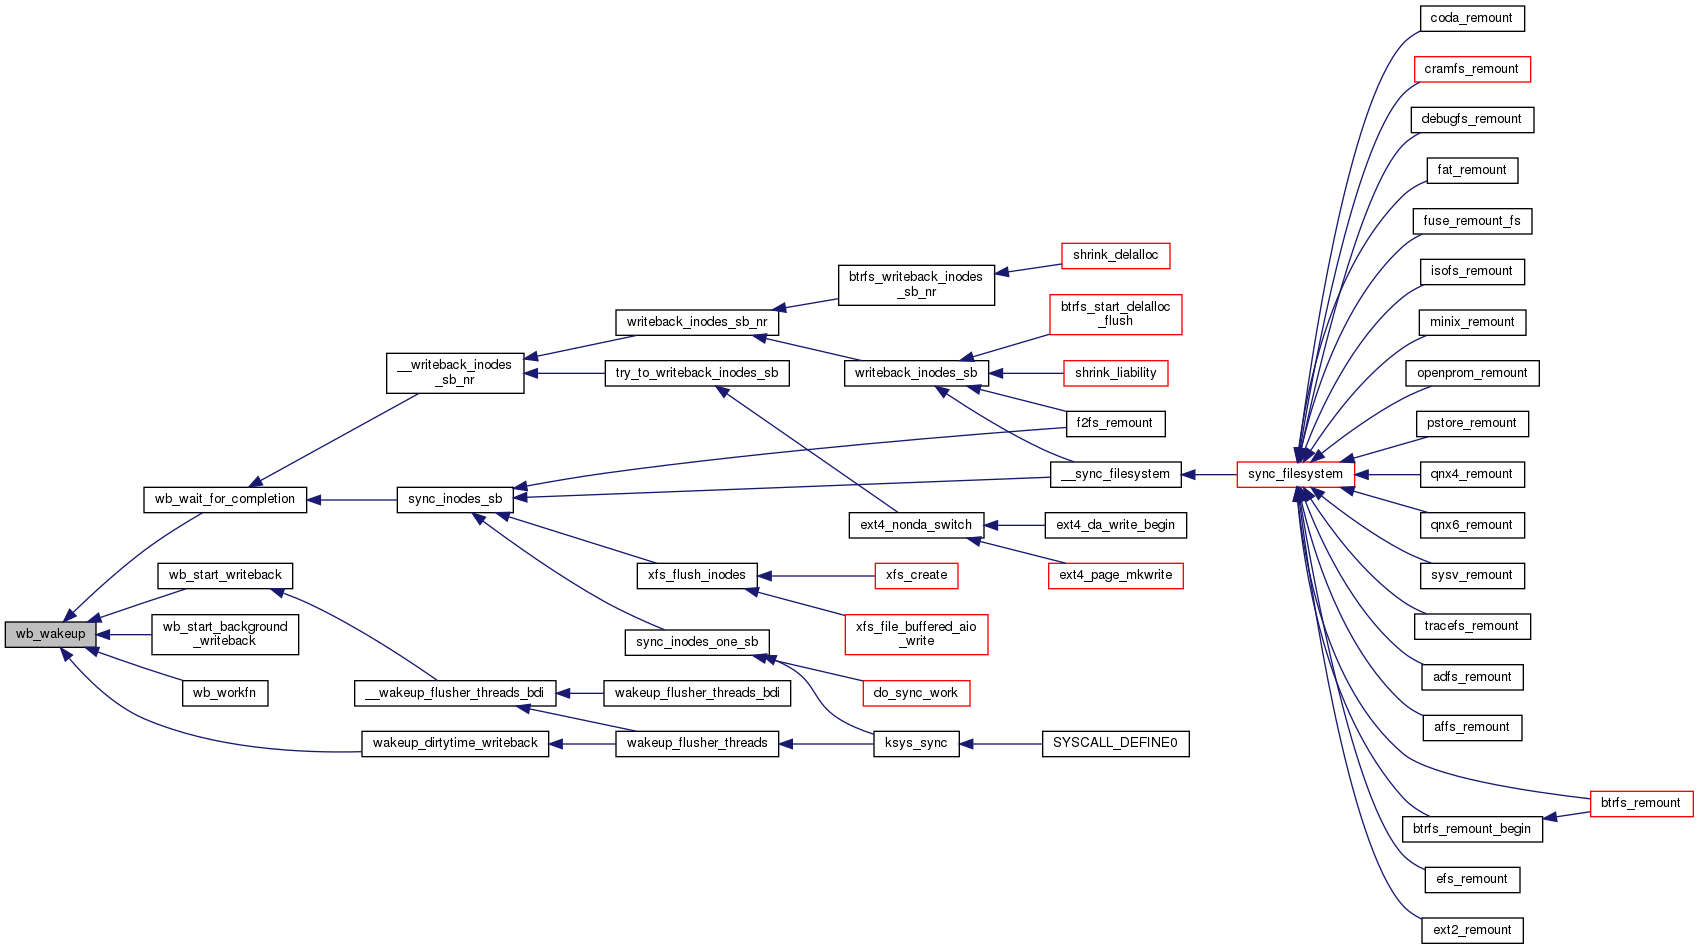 coda_remount
cramfs_remount
debugfs_remount
fat_remount
fuse_remount_fs
isofs_remount
minix_remount
openprom_remount
pstore_remount
qnx4_remount
qnx6_remount
sysv_remount
tracefs_remount
adfs_remount
affs_remount
btrfs_remount
btrfs_remount_begin
efs_remount
ext2_remount
sync_filesystem
shrink_delalloc
btrfs_start_delalloc
_flush
shrink_liability
f2fs_remount
__sync_filesystem
ext4_da_write_begin
ext4_page_mkwrite
SYSCALL_DEFINE0
btrfs_writeback_inodes
_sb_nr
writeback_inodes_sb
ext4_nonda_switch
xfs_create
xfs_file_buffered_aio
_write
do_sync_work
ksys_sync
writeback_inodes_sb_nr
try_to_writeback_inodes_sb
xfs_flush_inodes
sync_inodes_one_sb
wakeup_flusher_threads_bdi
wakeup_flusher_threads
__writeback_inodes
_sb_nr
sync_inodes_sb
__wakeup_flusher_threads_bdi
wakeup_dirtytime_writeback
wb_wait_for_completion
wb_start_writeback
wb_start_background
_writeback
wb_workfn
wb_wakeup